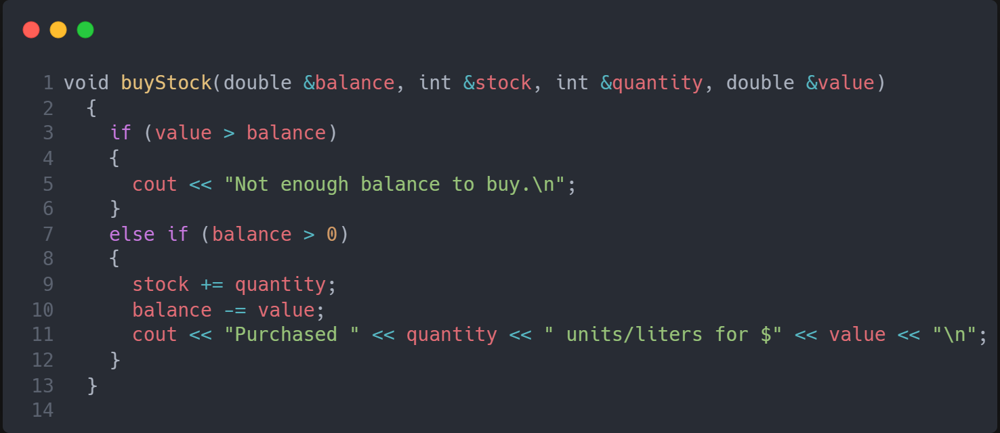 1 void buyStock(double &balance, int &stock, int &quantity, double &value)
2   {
3     if (value > balance)
4     {
5       cout << "Not enough balance to buy.\n";
6     }
7     else if (balance > 0)
8     {
9       stock += quantity;
10       balance -= value;
11       cout << "Purchased " << quantity << " units/liters for $" << value << "\n";
12     }
13   }
14